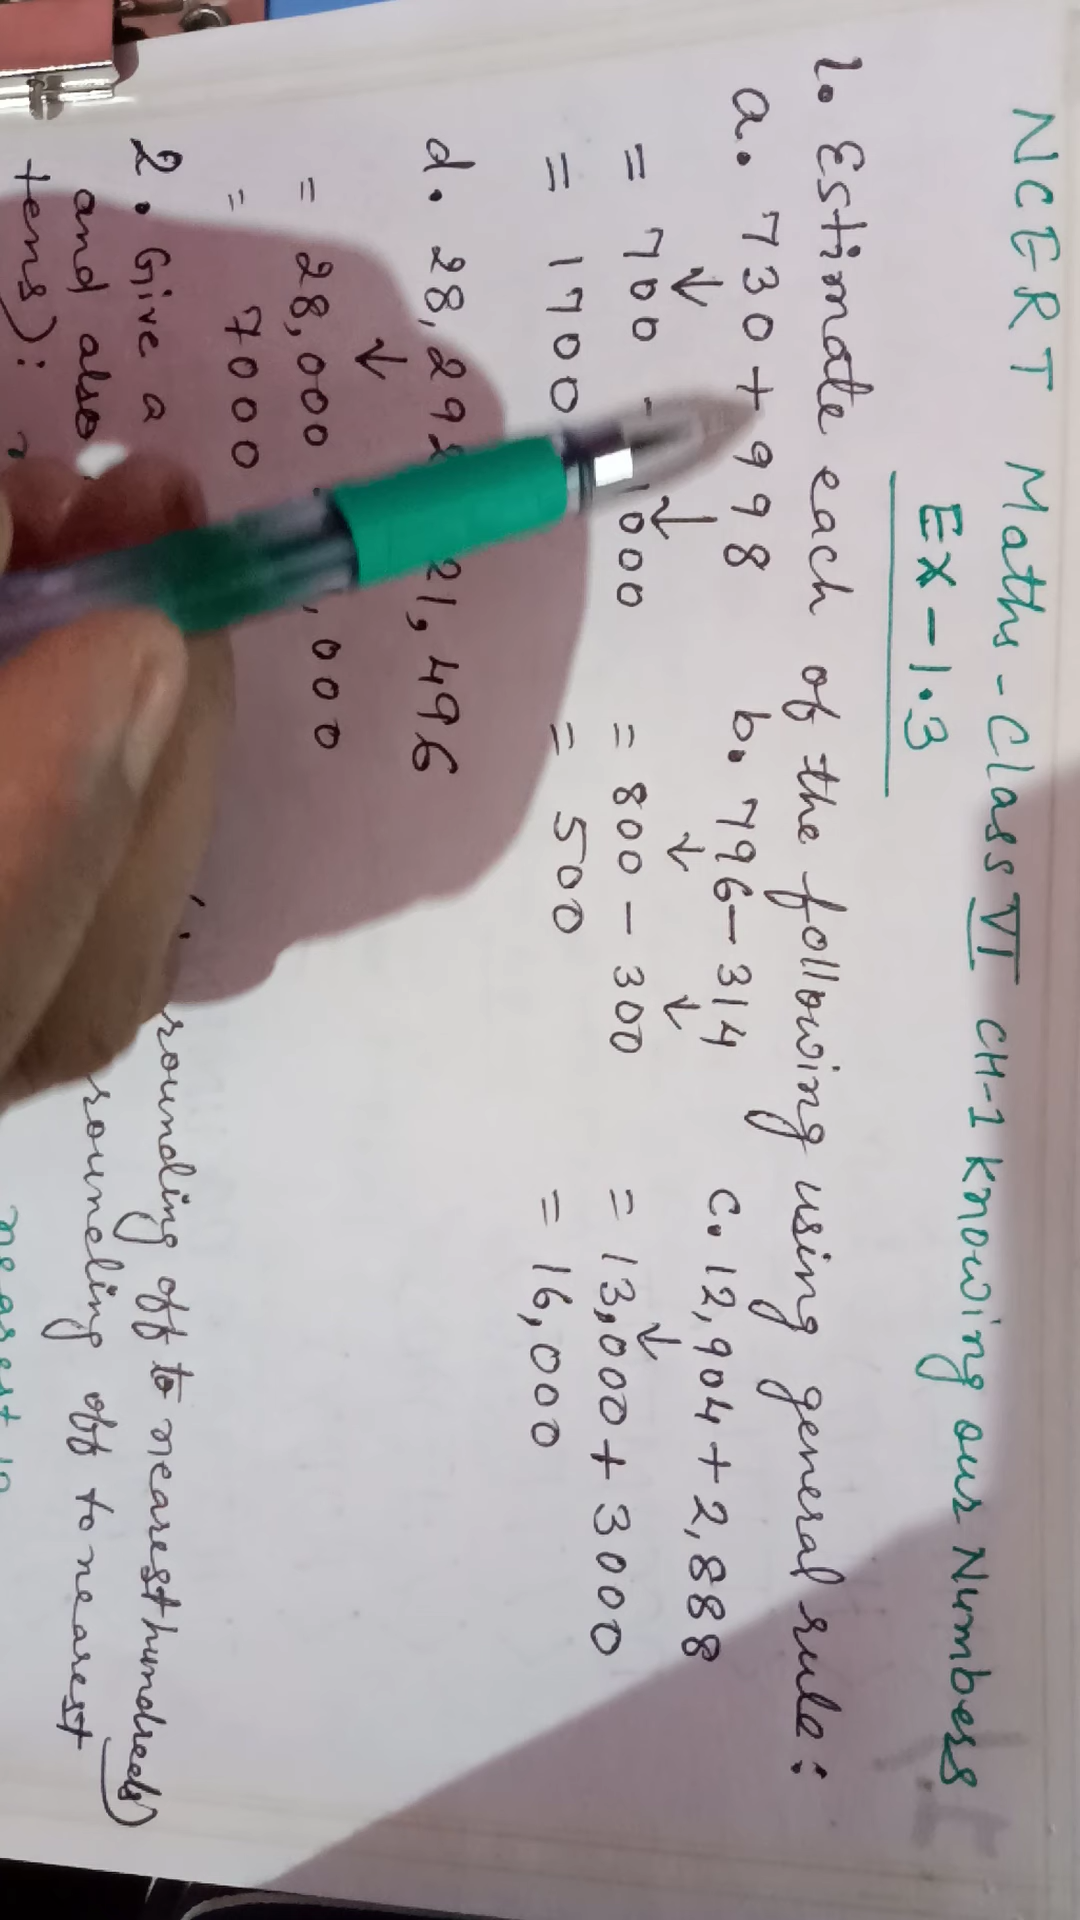 NCERT Maths - Class VI CH-1 Knowing our Numbers
EX - 1.3
1. Estimate each of the following using general rule:
a. 730 + 998 b. 796 - 314 c. 12,904 + 2,888
↓ ↓ ↓ ↓ ↓
= 700 000 = 800 - 300 = 13,000 + 3000
= 1700 = 500 = 16,000
d. 28,292 21,496
↓
= 28,000 ,000
= 7000
2. Give a rounding off to nearest hundreds)
and also rounding off to nearest
tens):
nearest 10